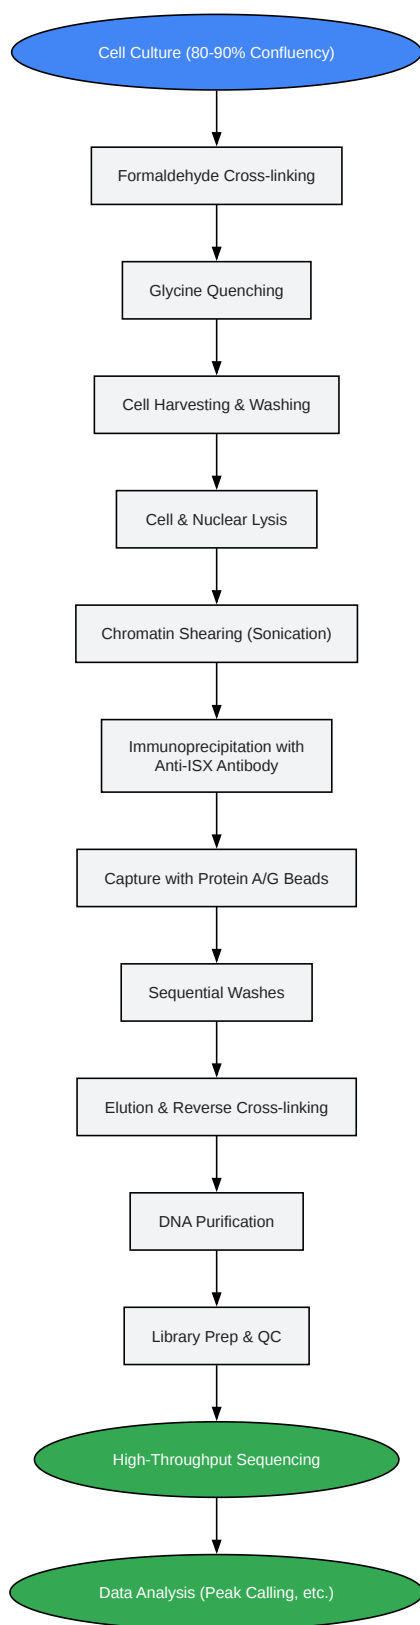 Cell Culture (80-90% Confluency)
Formaldehyde Cross-linking
Glycine Quenching
Cell Harvesting & Washing
Cell & Nuclear Lysis
Chromatin Shearing (Sonication)
Immunoprecipitation with
Anti-ISX Antibody
Capture with Protein A/G Beads
Sequential Washes
Elution & Reverse Cross-linking
DNA Purification
Library Prep & QC
High-Throughput Sequencing
Data Analysis (Peak Calling, etc.)